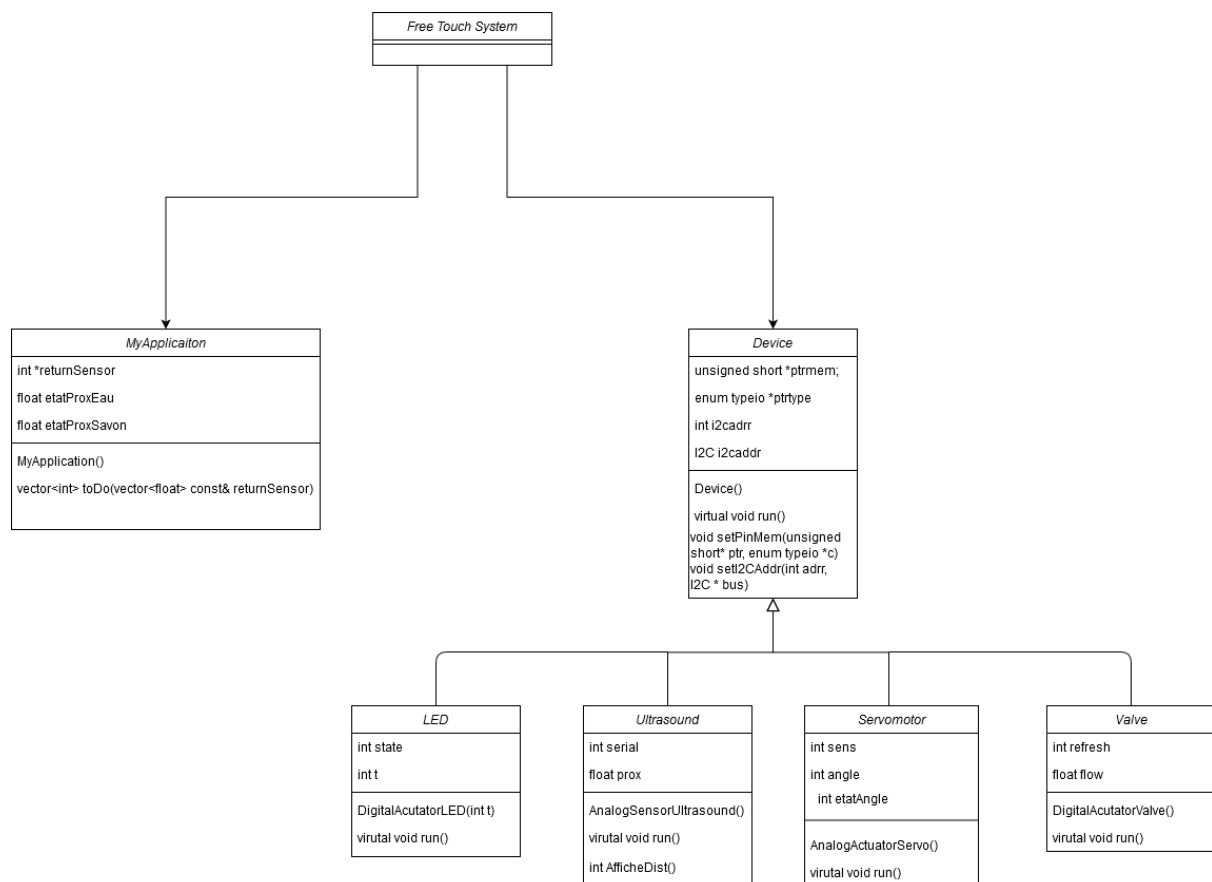 Free Touch System
MyApplicaiton
int *returnSensor
float etatProxEau
float etatProxSavon
MyApplication()
vector<int> toDo(vector<float> const& returnSensor)
Device
unsigned short *ptrmem;
enum typeio *ptrtype
int i2cadrr
I2C i2caddr
Device()
virtual void run()
void setPinMem(unsigned
short* ptr, enum typeio *c)
void setI2CAddr(int adrr,
I2C * bus)
LED
int state
int t
DigitalAcutatorLED(int t)
virutal void run()
Ultrasound
int serial
float prox
AnalogSensorUltrasound()
virutal void run()
int AfficheDist()
Servomotor
int sens
int angle
int etatAngle
AnalogActuatorServo()
virutal void run()
Valve
int refresh
float flow
DigitalAcutatorValve()
virutal void run()